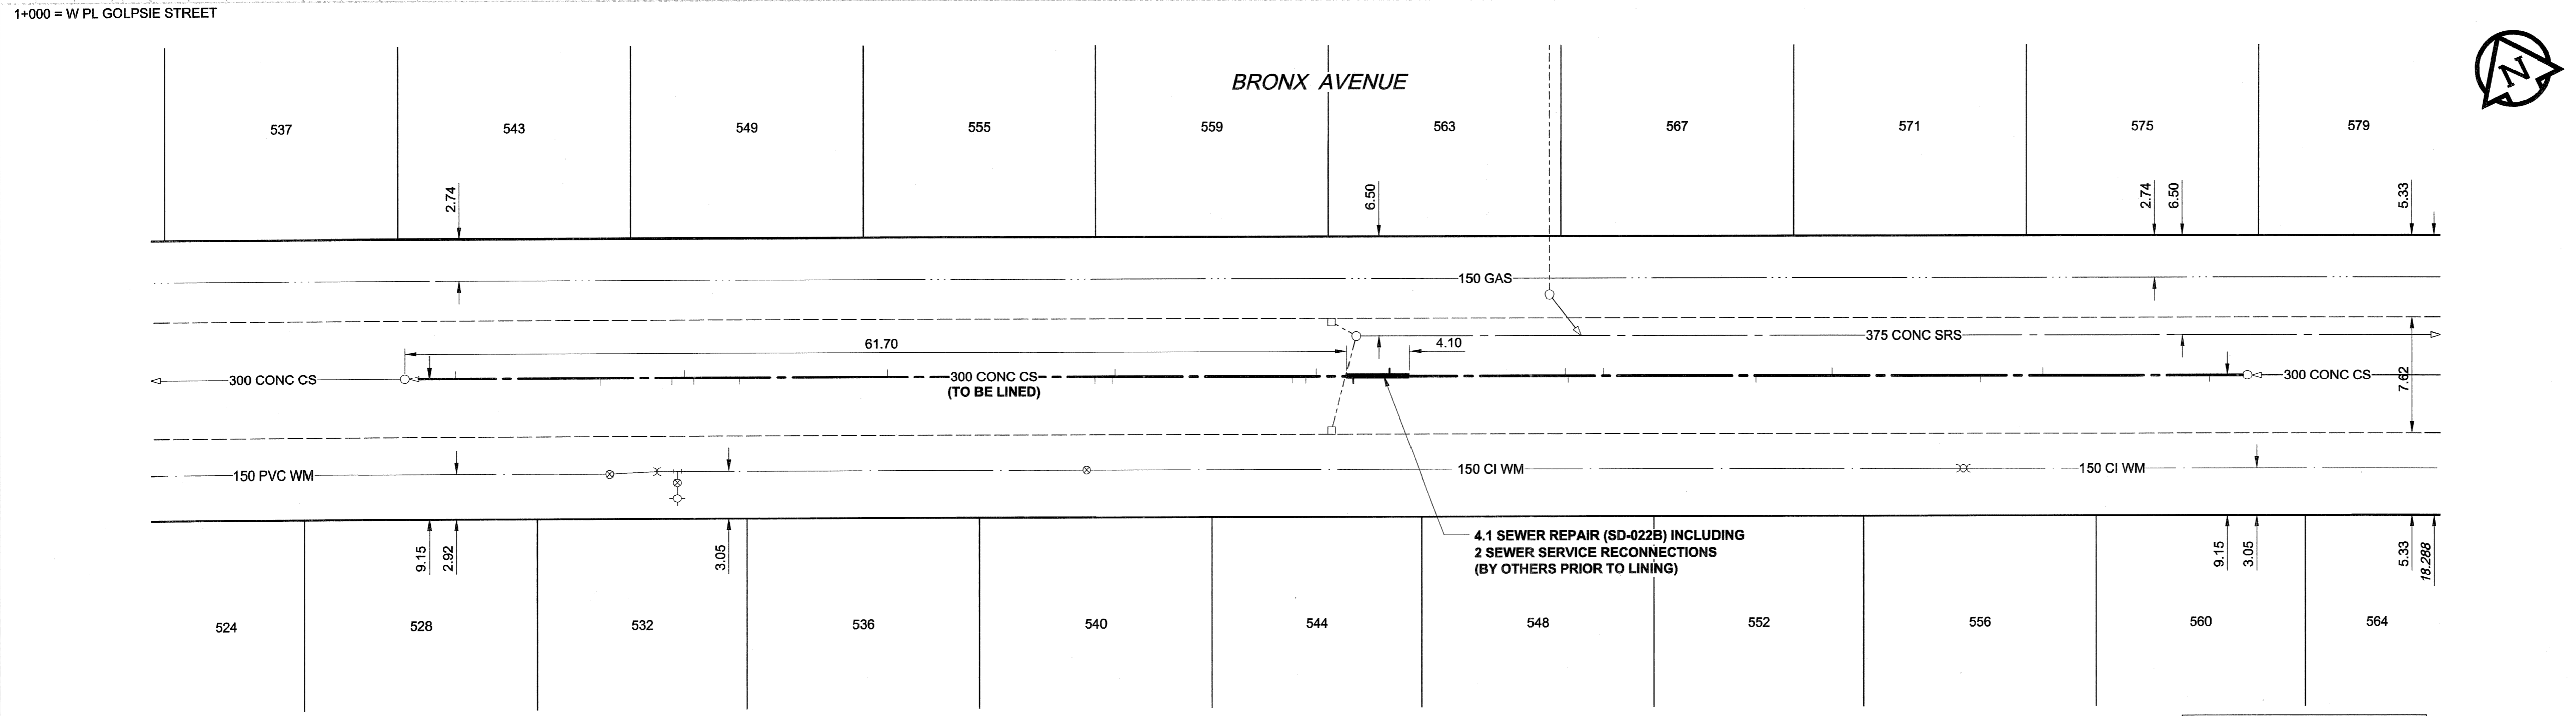 1+000 = W PL GOLPSIE STREET
BRONX AVENUE
N
537
543
549
555
559
563
567
571
575
579
2.74
6.50
2.74
6.50
5.33
150 GAS
375 CONC SRS
61.70
4.10
300 CONC CS
300 CONC CS
(TO BE LINED)
300 CONC CS
7.62
150 PVC WM
150 CI WM
150 CI WM
4.1 SEWER REPAIR (SD-022B) INCLUDING
2 SEWER SERVICE RECONNECTIONS
(BY OTHERS PRIOR TO LINING)
9.15
2.92
3.05
9.15
3.05
5.33
18.288
524
528
532
536
540
544
548
552
556
560
564